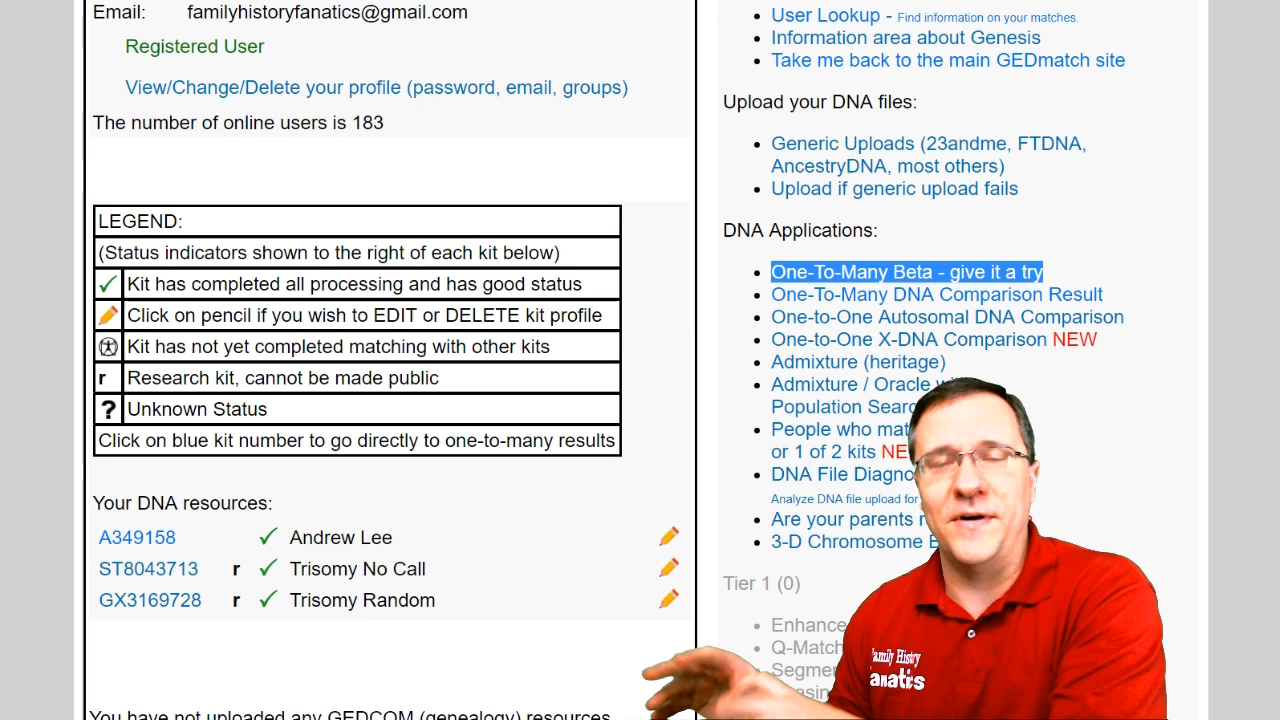 Email: familyhistoryfanatics@gmail.com
Registered User
View/Change/Delete your profile (password, email, groups)
The number of online users is 183
LEGEND:
(Status indicators shown to the right of each kit below)
✓ Kit has completed all processing and has good status
Click on pencil if you wish to EDIT or DELETE kit profile
Kit has not yet completed matching with other kits
r Research kit, cannot be made public
? Unknown Status
Click on blue kit number to go directly to one-to-many results
Your DNA resources:
A349158 ✓ Andrew Lee
ST8043713 r ✓ Trisomy No Call
GX3169728 r ✓ Trisomy Random
You have not uploaded any GEDCOM (genealogy) resources
User Lookup - Find information on your matches.
Information area about Genesis
Take me back to the main GEDmatch site
Upload your DNA files:
Generic Uploads (23andme, FTDNA,
AncestryDNA, most others)
Upload if generic upload fails
DNA Applications:
One-To-Many Beta - give it a try
One-To-Many DNA Comparison Result
One-to-One Autosomal DNA Comparison
One-to-One X-DNA Comparison NEW
Admixture (heritage)
Admixture / Oracle
Population
People who
or 1 of 2 kits
DNA File
Analyze DNA file upload for
Are your parents
3-D Chromosome
Tier 1 (0)
Family Histry
Fanatics